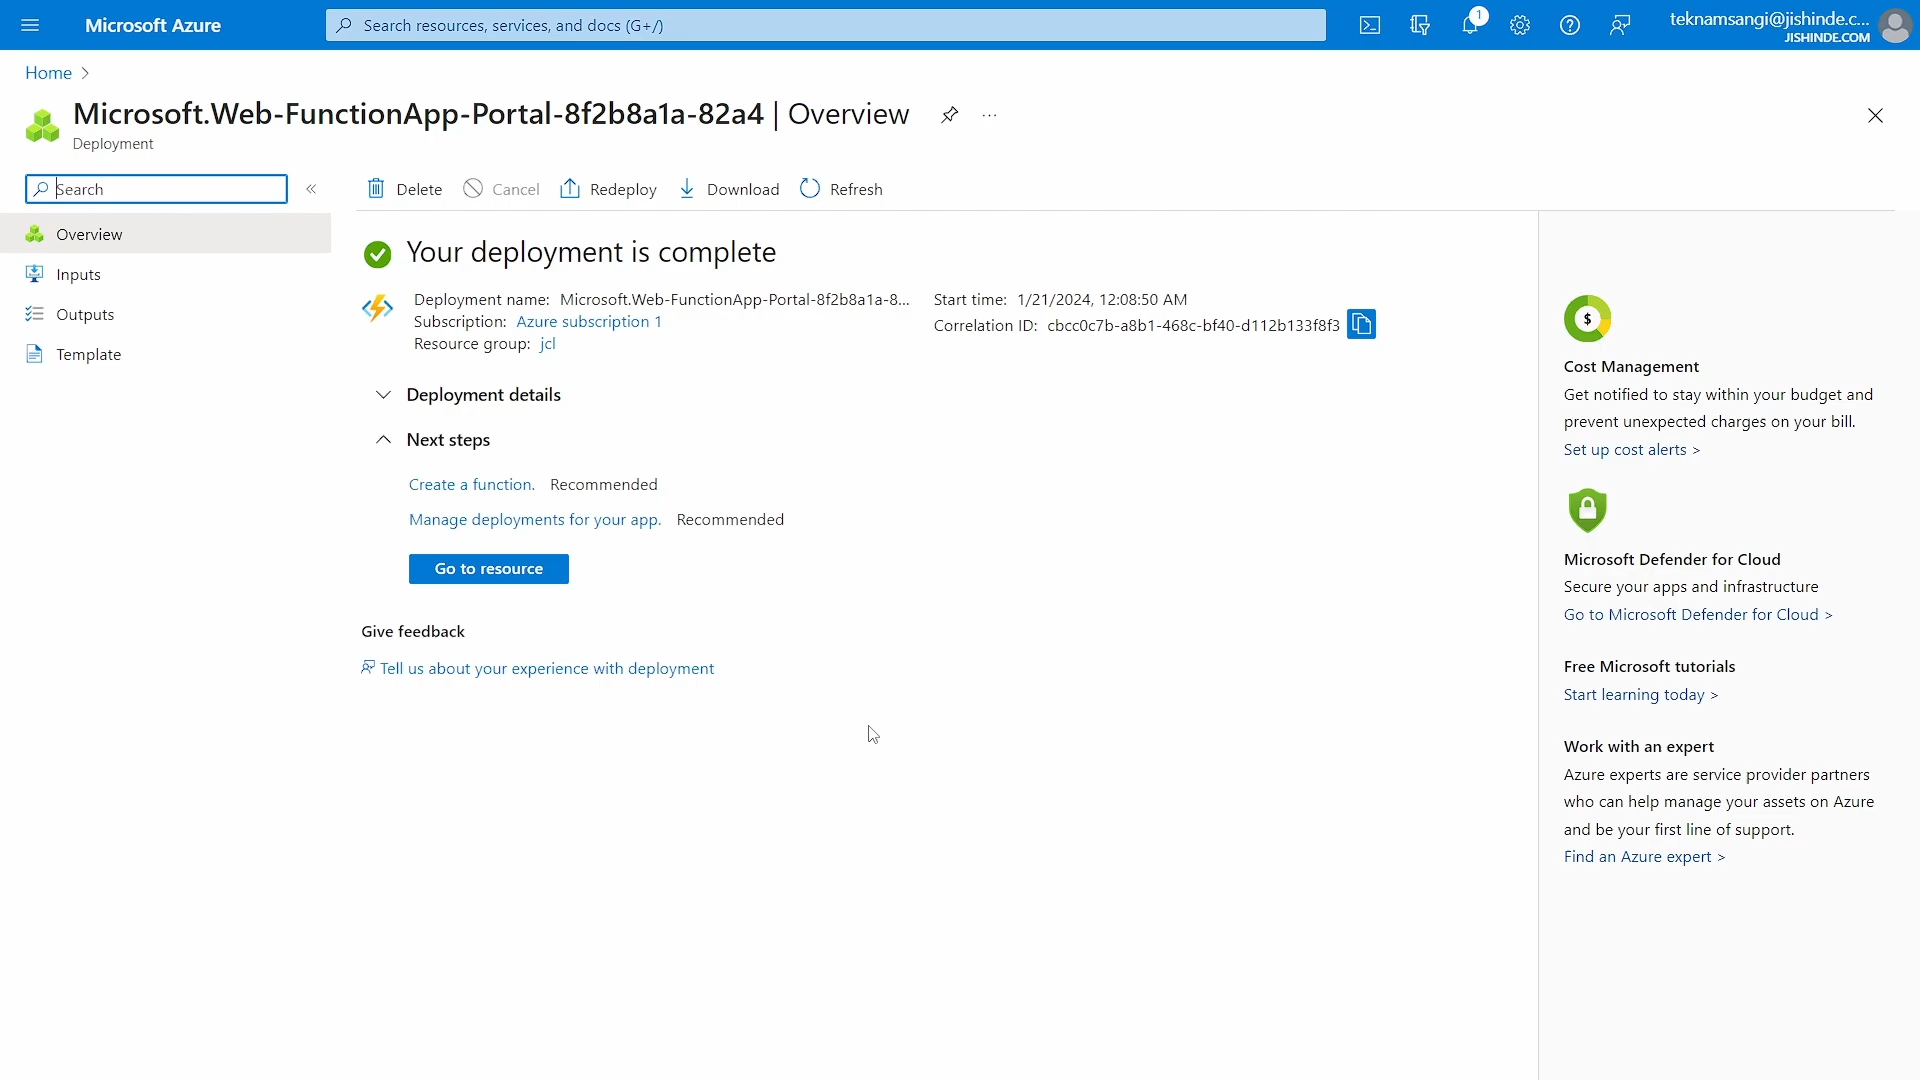 Microsoft Azure
Search resources, services, and docs (G+/)
1
teknamsangi@jishinde.c...
JISHINDE.COM
Home
Microsoft.Web-FunctionApp-Portal-8f2b8a1a-82a4 | Overview
...
Deployment
Search
«
Delete
Cancel
Redeploy
Download
Refresh
Overview
Inputs
Outputs
Template
Your deployment is complete
Deployment name: Microsoft.Web-FunctionApp-Portal-8f2b8a1a-8...
Subscription: Azure subscription 1
Resource group: jcl
Start time: 1/21/2024, 12:08:50 AM
Correlation ID: cbcc0c7b-a8b1-468c-bf40-d112b133f8f3
Deployment details
Next steps
Create a function. Recommended
Manage deployments for your app. Recommended
Go to resource
Give feedback
Tell us about your experience with deployment
$
Cost Management
Get notified to stay within your budget and
prevent unexpected charges on your bill.
Set up cost alerts >
Microsoft Defender for Cloud
Secure your apps and infrastructure
Go to Microsoft Defender for Cloud >
Free Microsoft tutorials
Start learning today >
Work with an expert
Azure experts are service provider partners
who can help manage your assets on Azure
and be your first line of support.
Find an Azure expert >